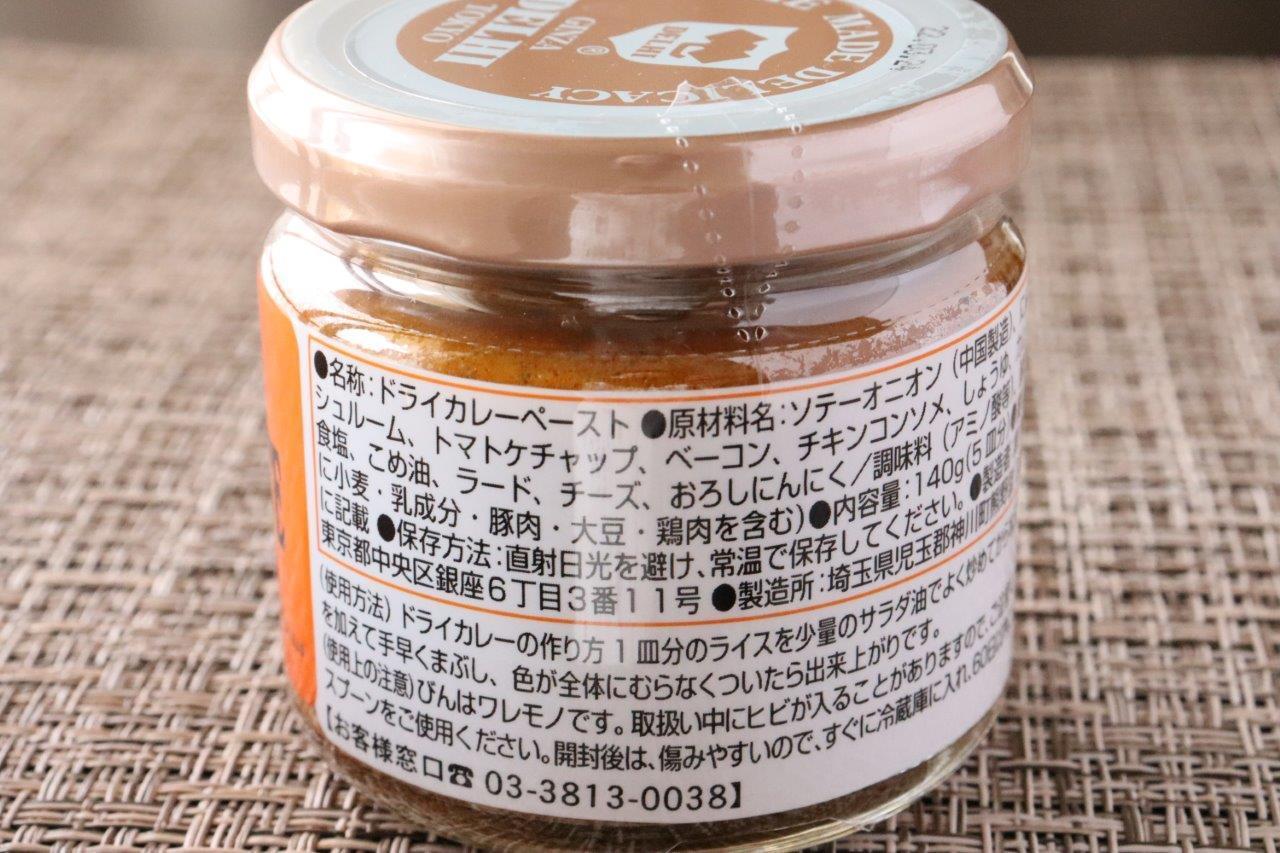 MADE DELICACY
DELHI
GINZA
TOKYO
®
DELHI
●名称：ドライカレーペースト ●原材料名：ソテーオニオン（中国製造）、
シュルーム、トマトケチャップ、ベーコン、チキンコンソメ、しょうゆ、
食塩、こめ油、ラード、チーズ、おろしにんにく／調味料（アミノ酸等）、
に小麦・乳成分・豚肉・大豆・鶏肉を含む）●内容量：140g（5皿分）
に記載 ●保存方法：直射日光を避け、常温で保存してください。●製造者
東京都中央区銀座６丁目３番１１号 ●製造所：埼玉県児玉郡神川町
（使用方法）ドライカレーの作り方１皿分のライスを少量のサラダ油でよく炒めてから
を加えて手早くまぶし、色が全体にむらなくついたら出来上がりです。
（使用上の注意）びんはワレモノです。取扱い中にヒビが入ることがありますので、
スプーンをご使用ください。開封後は、傷みやすいので、すぐに冷蔵庫に入れ、
【お客様窓口☎ 03-3813-0038】